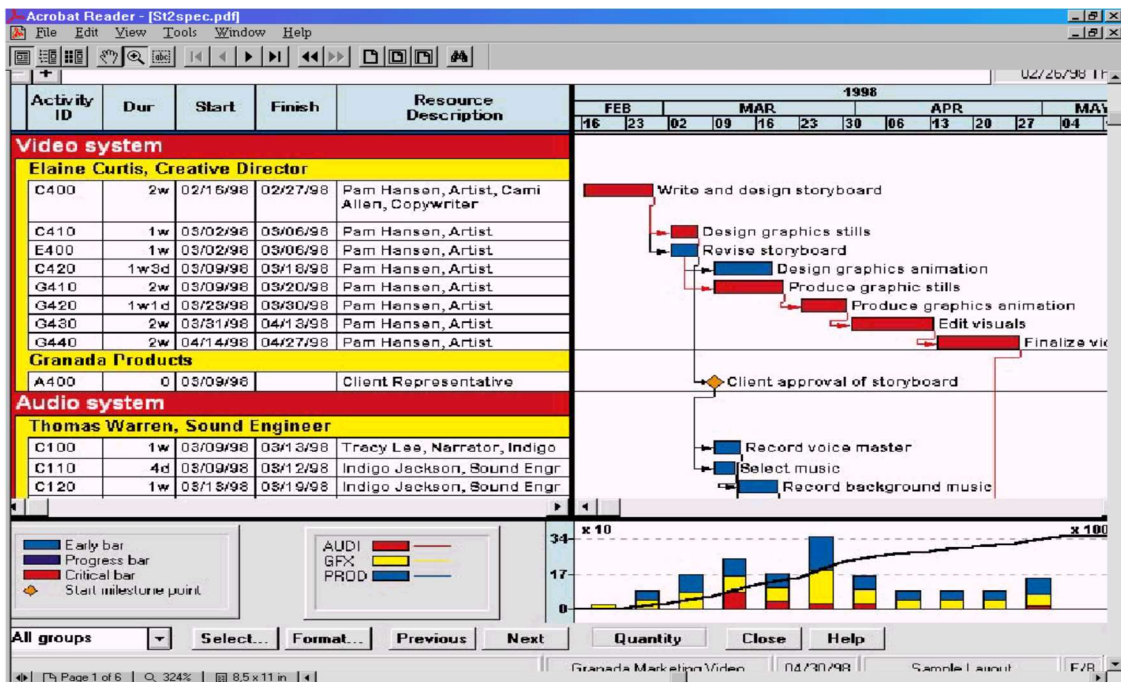 Acrobat Reader - [St2spec.pdf]
File Edit View Tools Window Help
abc
02/26/98
Activity ID Dur Start Finish Resource Description
1998
FEB MAR APR MAY
16 23 02 09 16 23 30 06 13 20 27 04
Video system
Elaine Curtis, Creative Director
C400 2w 02/16/98 02/27/98 Pam Hansen, Artist, Cami Write and design storyboard
Allen, Copywriter
C410 1w 03/02/98 03/06/98 Pam Hansen, Artist Design graphics stills
E400 1w 03/02/98 03/06/98 Pam Hansen, Artist Revise storyboard
C420 1w3d 03/09/98 03/18/98 Pam Hansen, Artist Design graphics animation
G410 2w 03/09/98 03/20/98 Pam Hansen, Artist Produce graphic stills
G420 1w1d 03/23/98 03/30/98 Pam Hansen, Artist Produce graphics animation
G430 2w 03/31/98 04/13/98 Pam Hansen, Artist Edit visuals
G440 2w 04/14/98 04/27/98 Pam Hansen, Artist Finalize
Granada Products
A400 0 03/09/98 Client Representative Client approval of storyboard
Audio system
Thomas Warren, Sound Engineer
C100 1w 03/09/98 03/13/98 Tracy Lee, Narrator, Indigo Record voice master
C110 4d 03/09/98 03/12/98 Indigo Jackson, Sound Engr Select music
C120 1w 03/13/98 03/19/98 Indigo Jackson, Sound Engr Record background music
Early bar
Progress bar
Critical bar
Start milestone point
AUDI
GFX
PROD
x 10 x 100
34
17
0
All groups Select... Format... Previous Next Quantity Close Help
Granada Marketing Video 04/30/98 Sample Layout
Page 1 of 6 324% 8,5 x 11 in